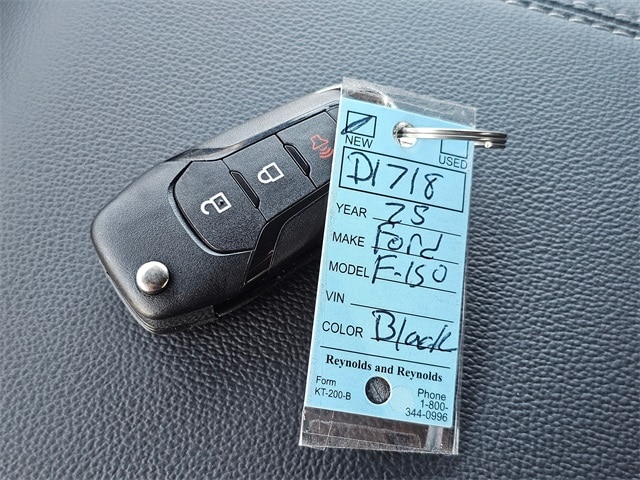 NEW
USED
D1718
YEAR 25
MAKE Ford
MODEL F-150
VIN
COLOR Black
Reynolds and Reynolds
Form
KT-200-B
Phone
1-800-
344-0996